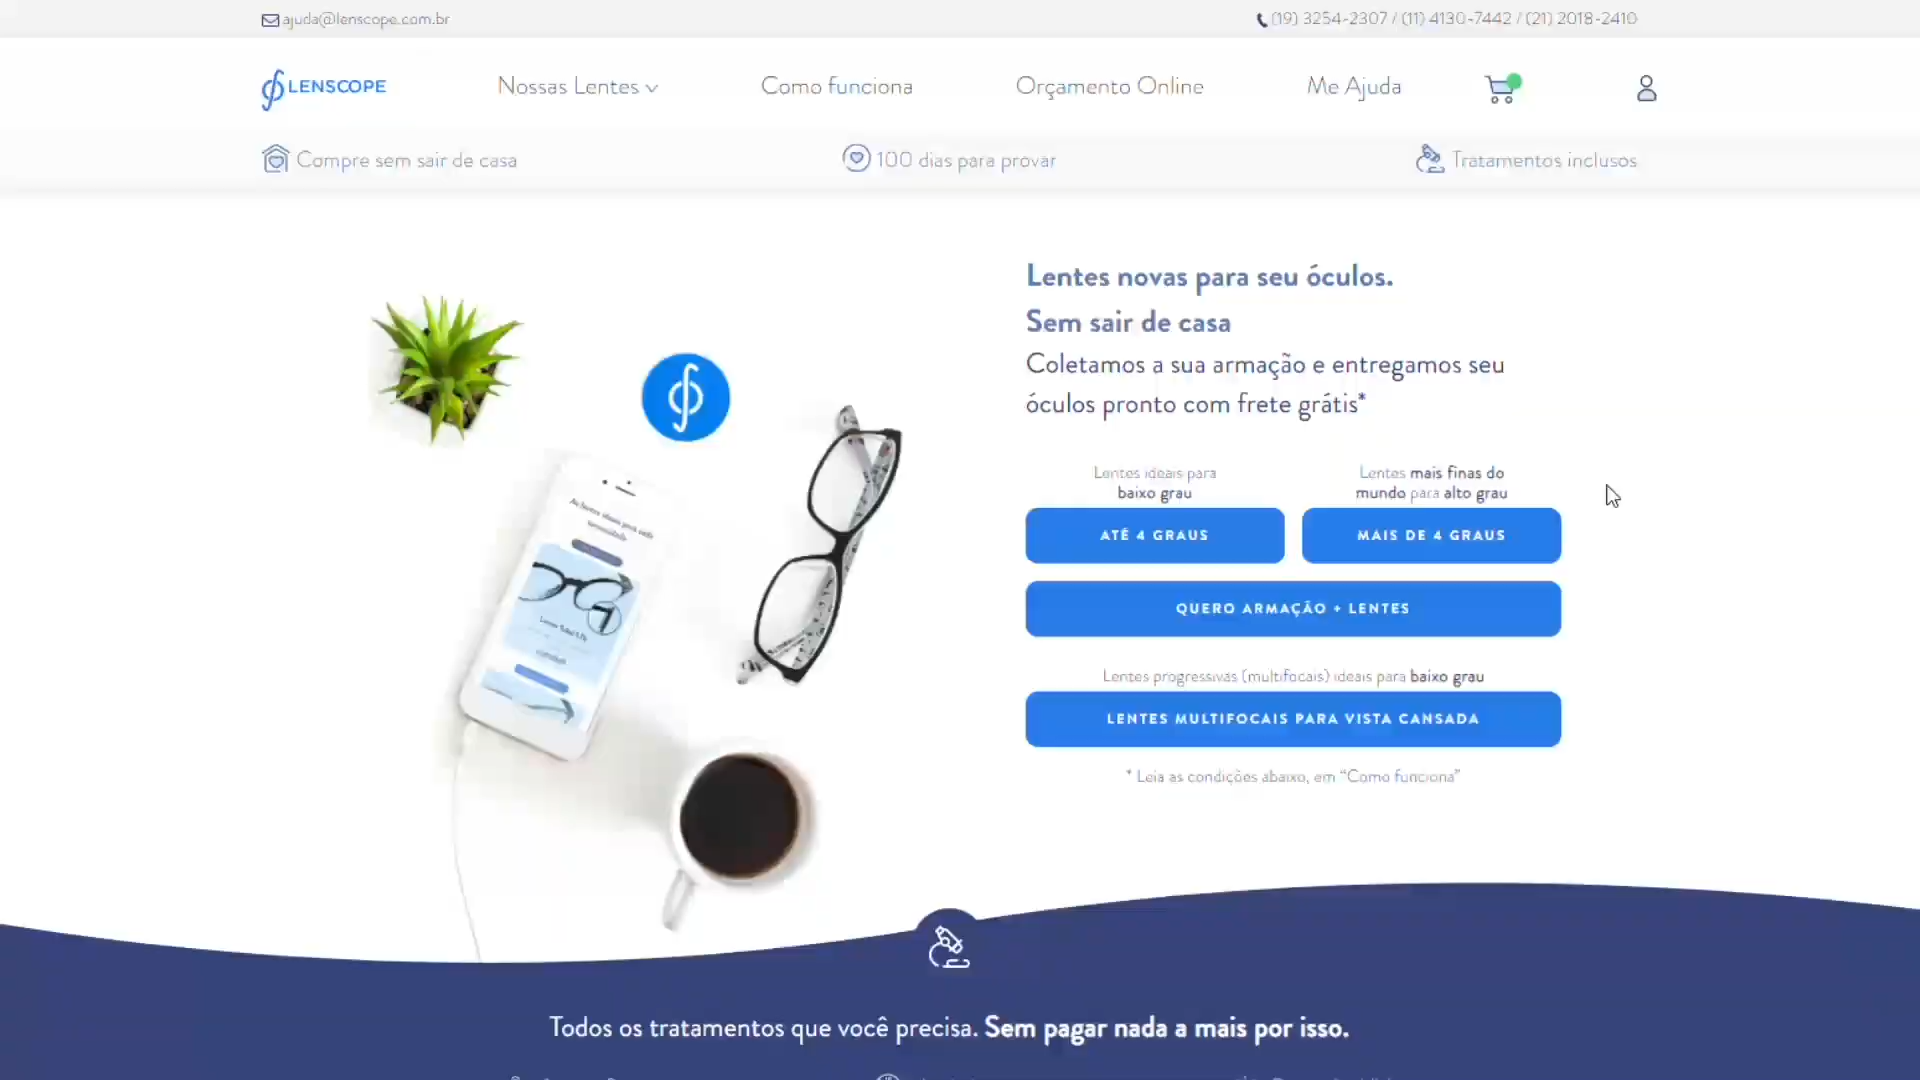 ajuda@lenscope.com.br
(19) 3254-2307 / (11) 4130-7442 / (21) 2018-2410
LENSCOPE
Nossas Lentes
Como funciona
Orçamento Online
Me Ajuda
Compre sem sair de casa
100 dias para provar
Tratamentos inclusos
Lentes novas para seu óculos.
Sem sair de casa
Coletamos a sua armação e entregamos seu
óculos pronto com frete grátis*
Lentes ideais para
baixo grau
Lentes mais finas do
mundo para alto grau
ATÉ 4 GRAUS
MAIS DE 4 GRAUS
QUERO ARMAÇÃO + LENTES
Lentes progressivas (multifocais) ideais para baixo grau
LENTES MULTIFOCAIS PARA VISTA CANSADA
* Leia as condições abaixo, em “Como funciona”
Todos os tratamentos que você precisa. Sem pagar nada a mais por isso.